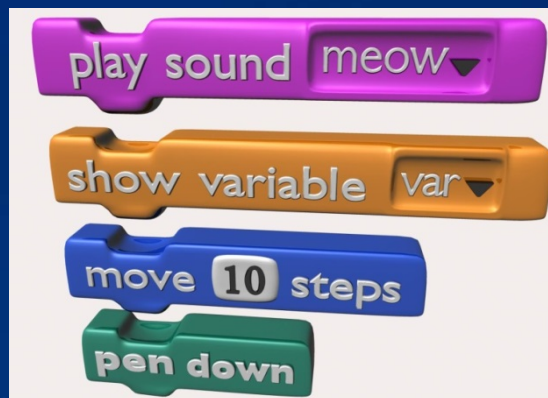 play sound meow
show variable var
move 10 steps
pen down